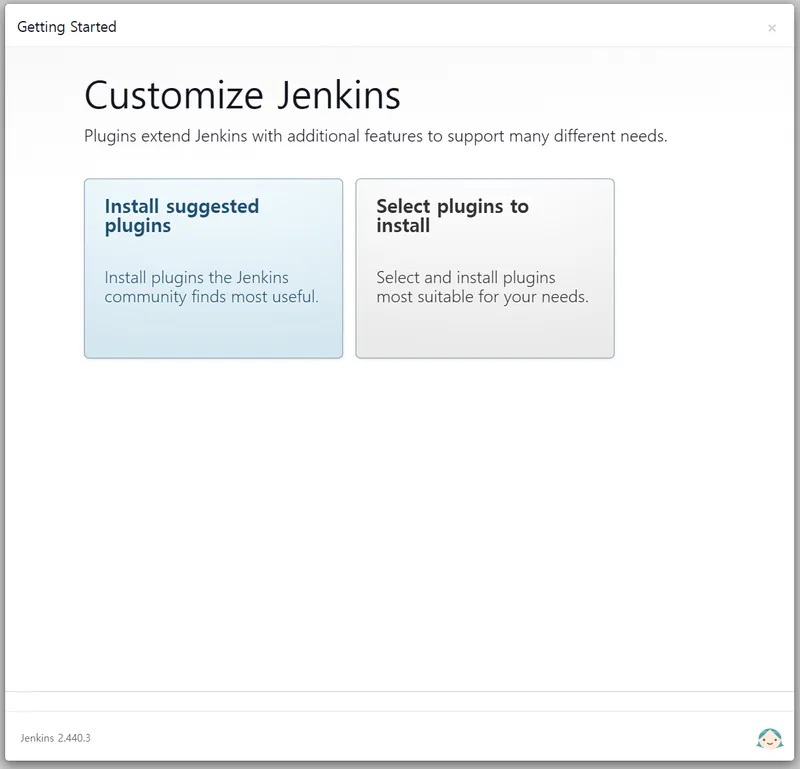 Getting Started
×
Customize Jenkins
Plugins extend Jenkins with additional features to support many different needs.
Install suggested
plugins
Install plugins the Jenkins
community finds most useful.
Select plugins to
install
Select and install plugins
most suitable for your needs.
Jenkins 2.440.3